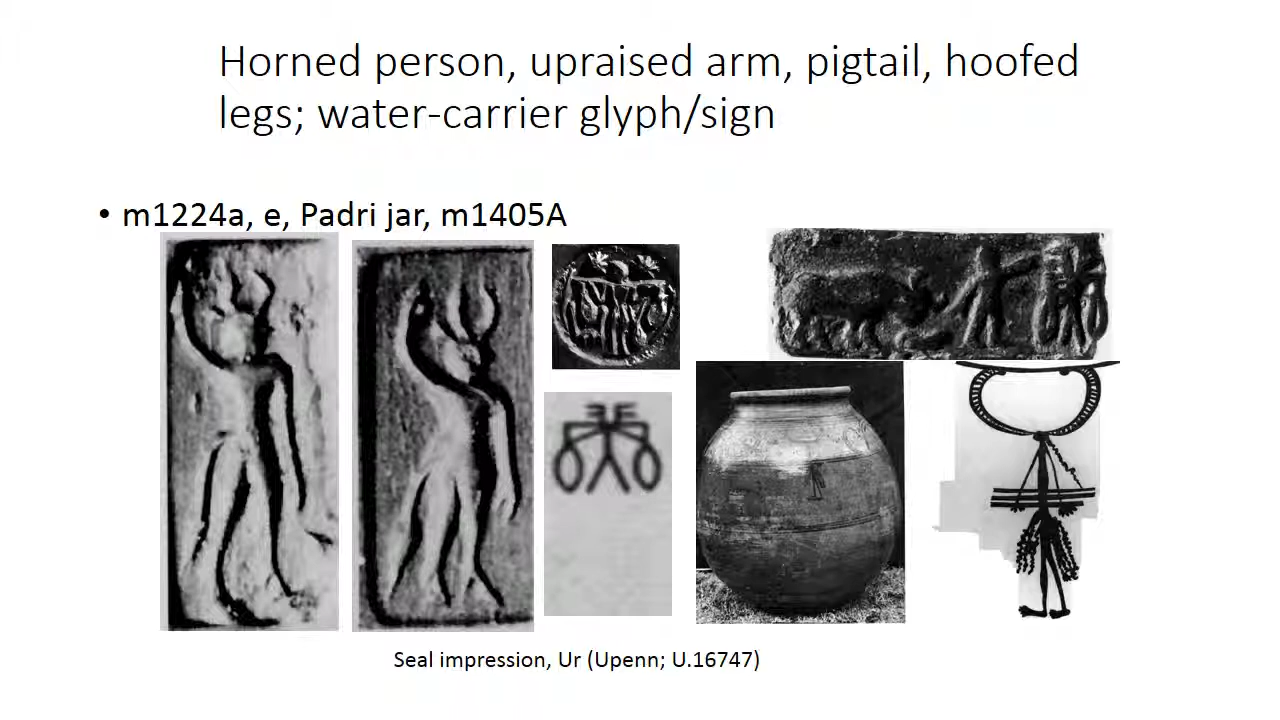 Horned person, upraised arm, pigtail, hoofed
legs; water-carrier glyph/sign
• m1224a, e, Padri jar, m1405A
Seal impression, Ur (Upenn; U.16747)